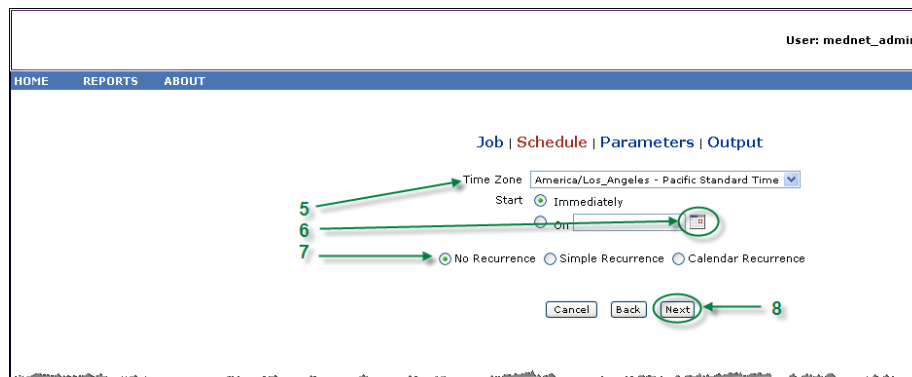 User: mednet_admin
HOME REPORTS ABOUT
Job | Schedule | Parameters | Output
5 Time Zone America/Los_Angeles - Pacific Standard Time
Start Immediately
6 On
7 No Recurrence Simple Recurrence Calendar Recurrence
Cancel Back Next 8